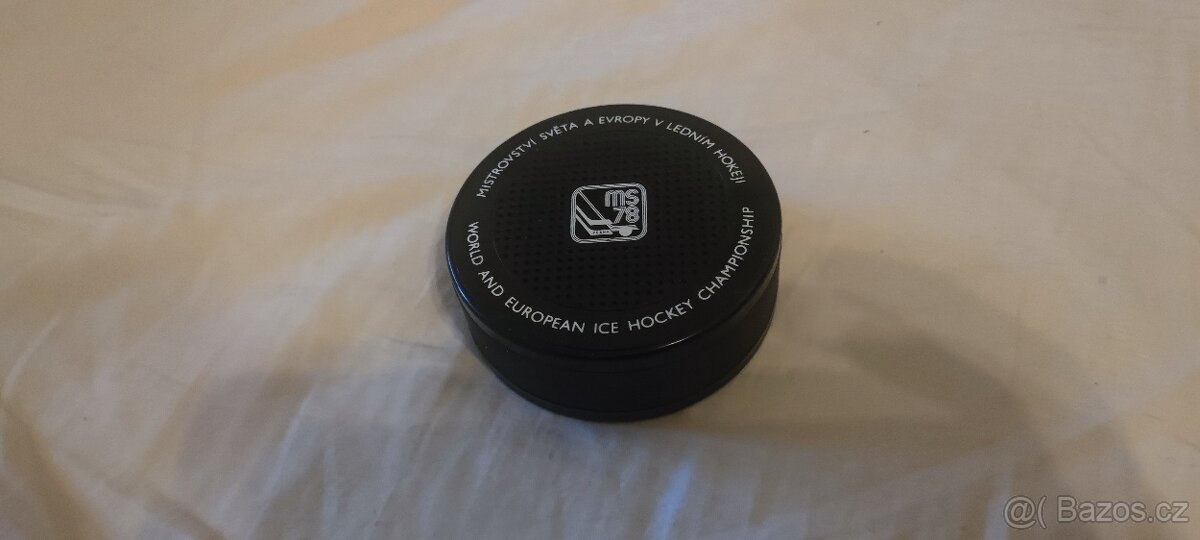 MISTROVSTVÍ SVĚTA A EVROPY V LEDNÍM HOKEJI
MS
78
WORLD AND EUROPEAN ICE HOCKEY CHAMPIONSHIP
@( Bazos.cz